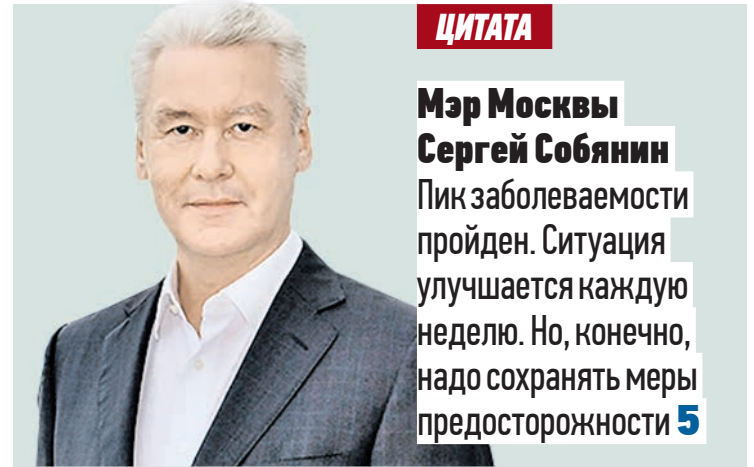 ЦИТАТА
Мэр Москвы
Сергей Собянин
Пик заболеваемости
пройден. Ситуация
улучшается каждую
неделю. Но, конечно,
надо сохранять меры
предосторожности 5